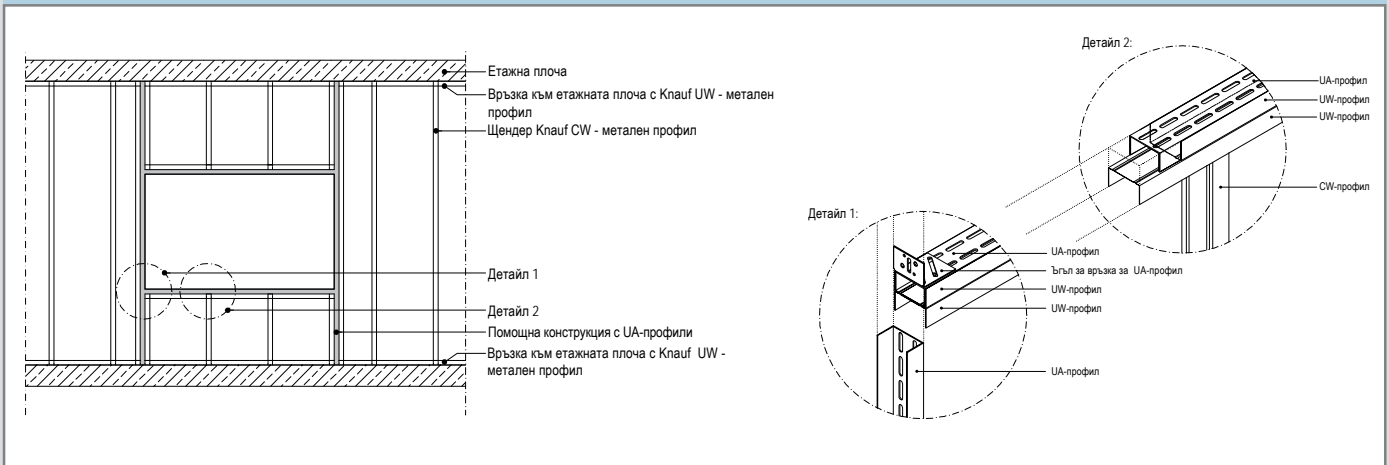 Етажна плоча
Връзка към етажната плоча с Knauf UW - метален
профил
Щендер Knauf CW - метален профил
Детайл 1
Детайл 2
Помощна конструкция с UA-профили
Връзка към етажната плоча с Knauf UW -
метален профил
Детайл 2:
UA-профил
UW-профил
UW-профил
CW-профил
Детайл 1:
UA-профил
Ъгъл за връзка за UA-профил
UW-профил
UW-профил
UA-профил